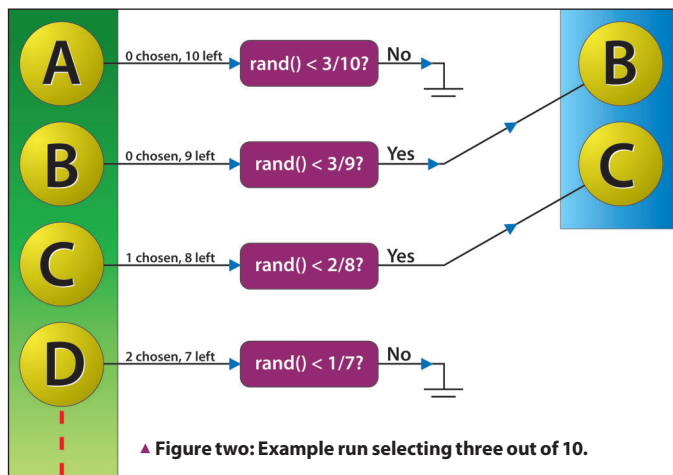 A
0 chosen, 10 left
rand() < 3/10?
No
B
B
0 chosen, 9 left
rand() < 3/9?
Yes
C
C
1 chosen, 8 left
rand() < 2/8?
Yes
D
2 chosen, 7 left
rand() < 1/7?
No
▲ Figure two: Example run selecting three out of 10.